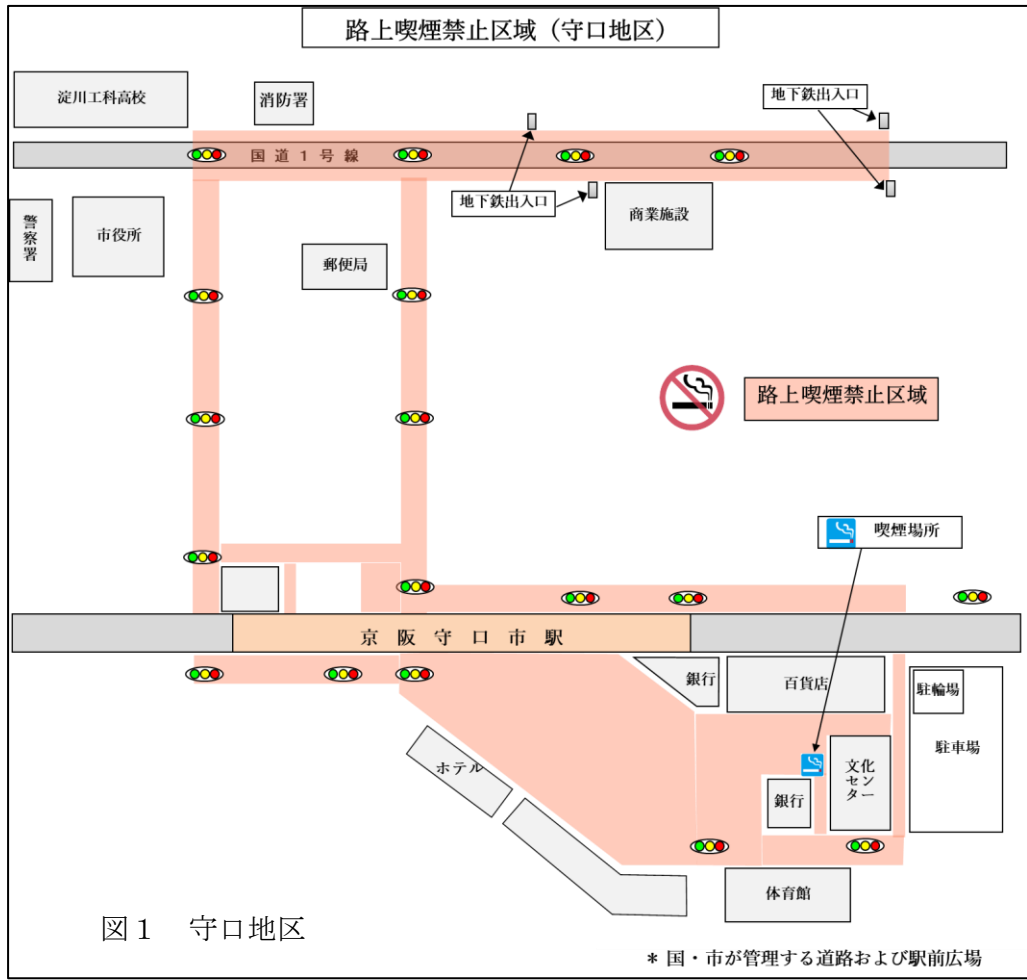 路上喫煙禁止区域（守口地区）
淀川工科高校
消防署
地下鉄出入口
国道１号線
警察署
市役所
地下鉄出入口
商業施設
郵便局
路上喫煙禁止区域
喫煙場所
京阪守口市駅
銀行
百貨店
駐輪場
駐車場
ホテル
文化センター
銀行
体育館
図１　守口地区
＊国・市が管理する道路および駅前広場